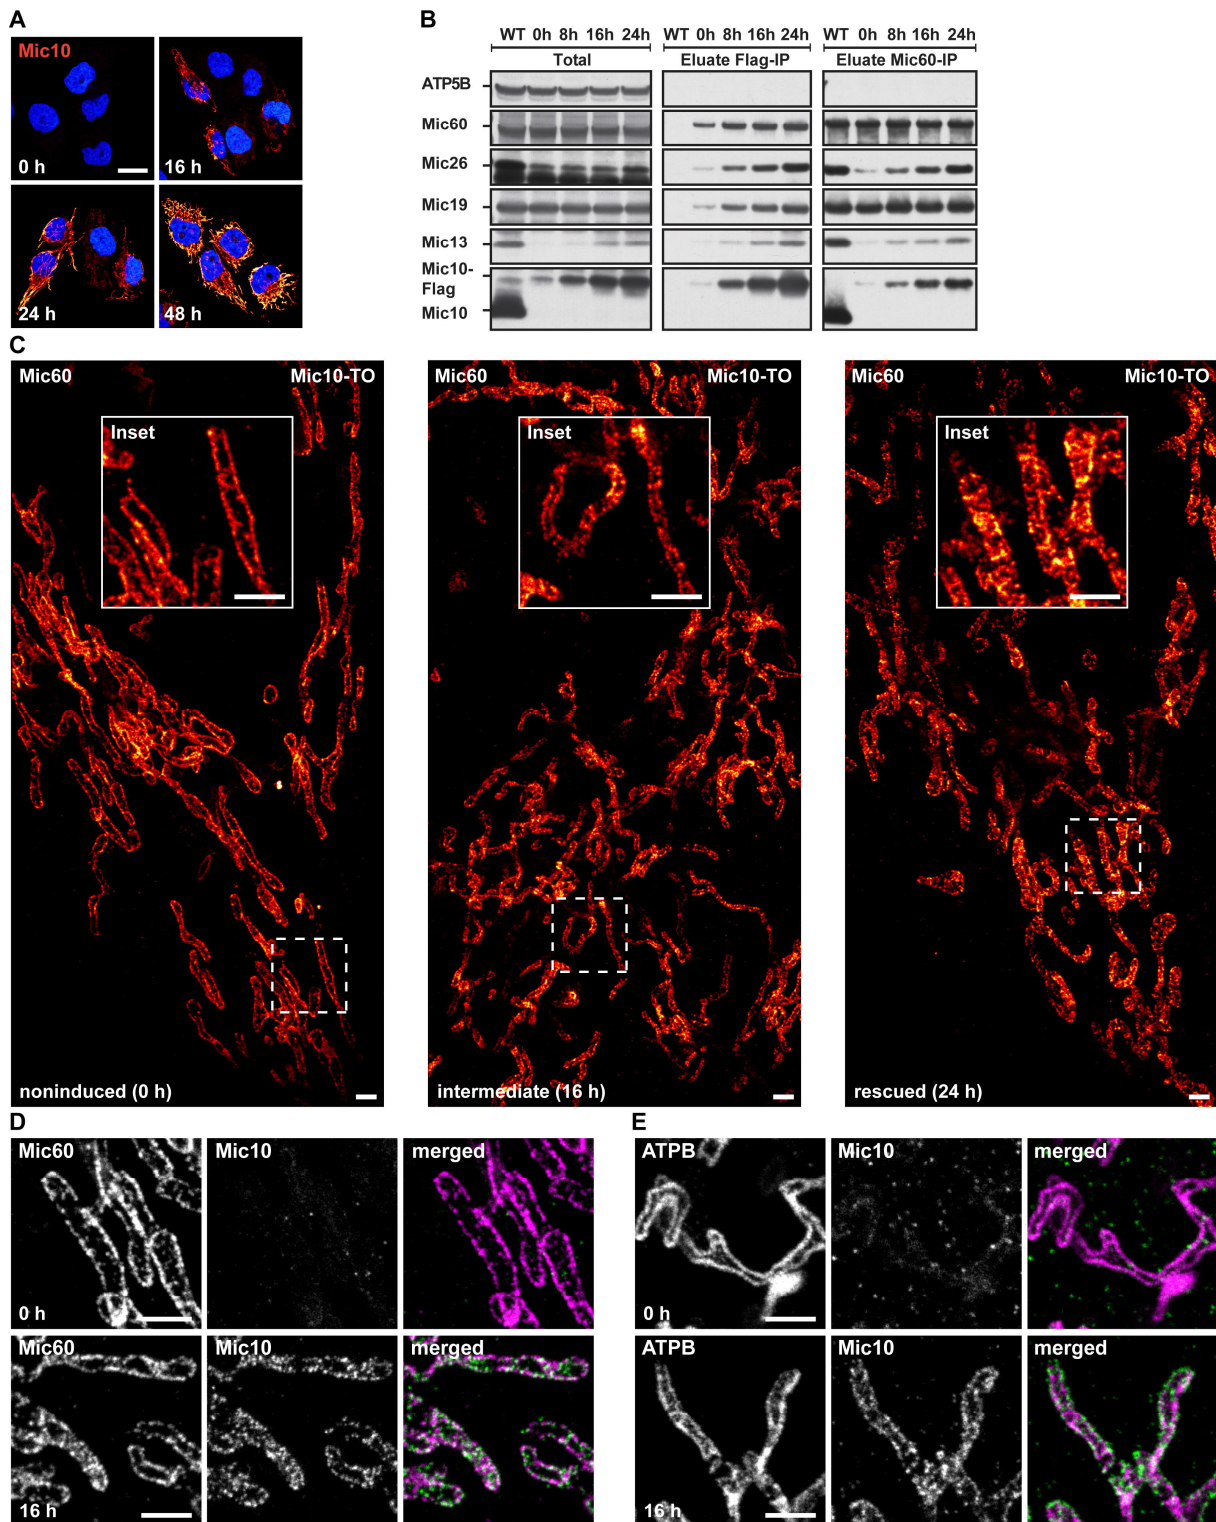 A
Mic10
0 h
16 h
24 h
48 h
B
WT 0h 8h 16h 24h
WT 0h 8h 16h 24h
WT 0h 8h 16h 24h
Total
Eluate Flag-IP
Eluate Mic60-IP
ATP5B
Mic60
Mic26
Mic19
Mic13
Mic10-
Flag
Mic10
C
Mic60
Mic10-TO
Inset
noninduced (0 h)
Mic60
Mic10-TO
Inset
intermediate (16 h)
Mic60
Mic10-TO
Inset
rescued (24 h)
D
Mic60
Mic10
merged
0 h
Mic60
Mic10
merged
16 h
E
ATPB
Mic10
merged
0 h
ATPB
Mic10
merged
16 h